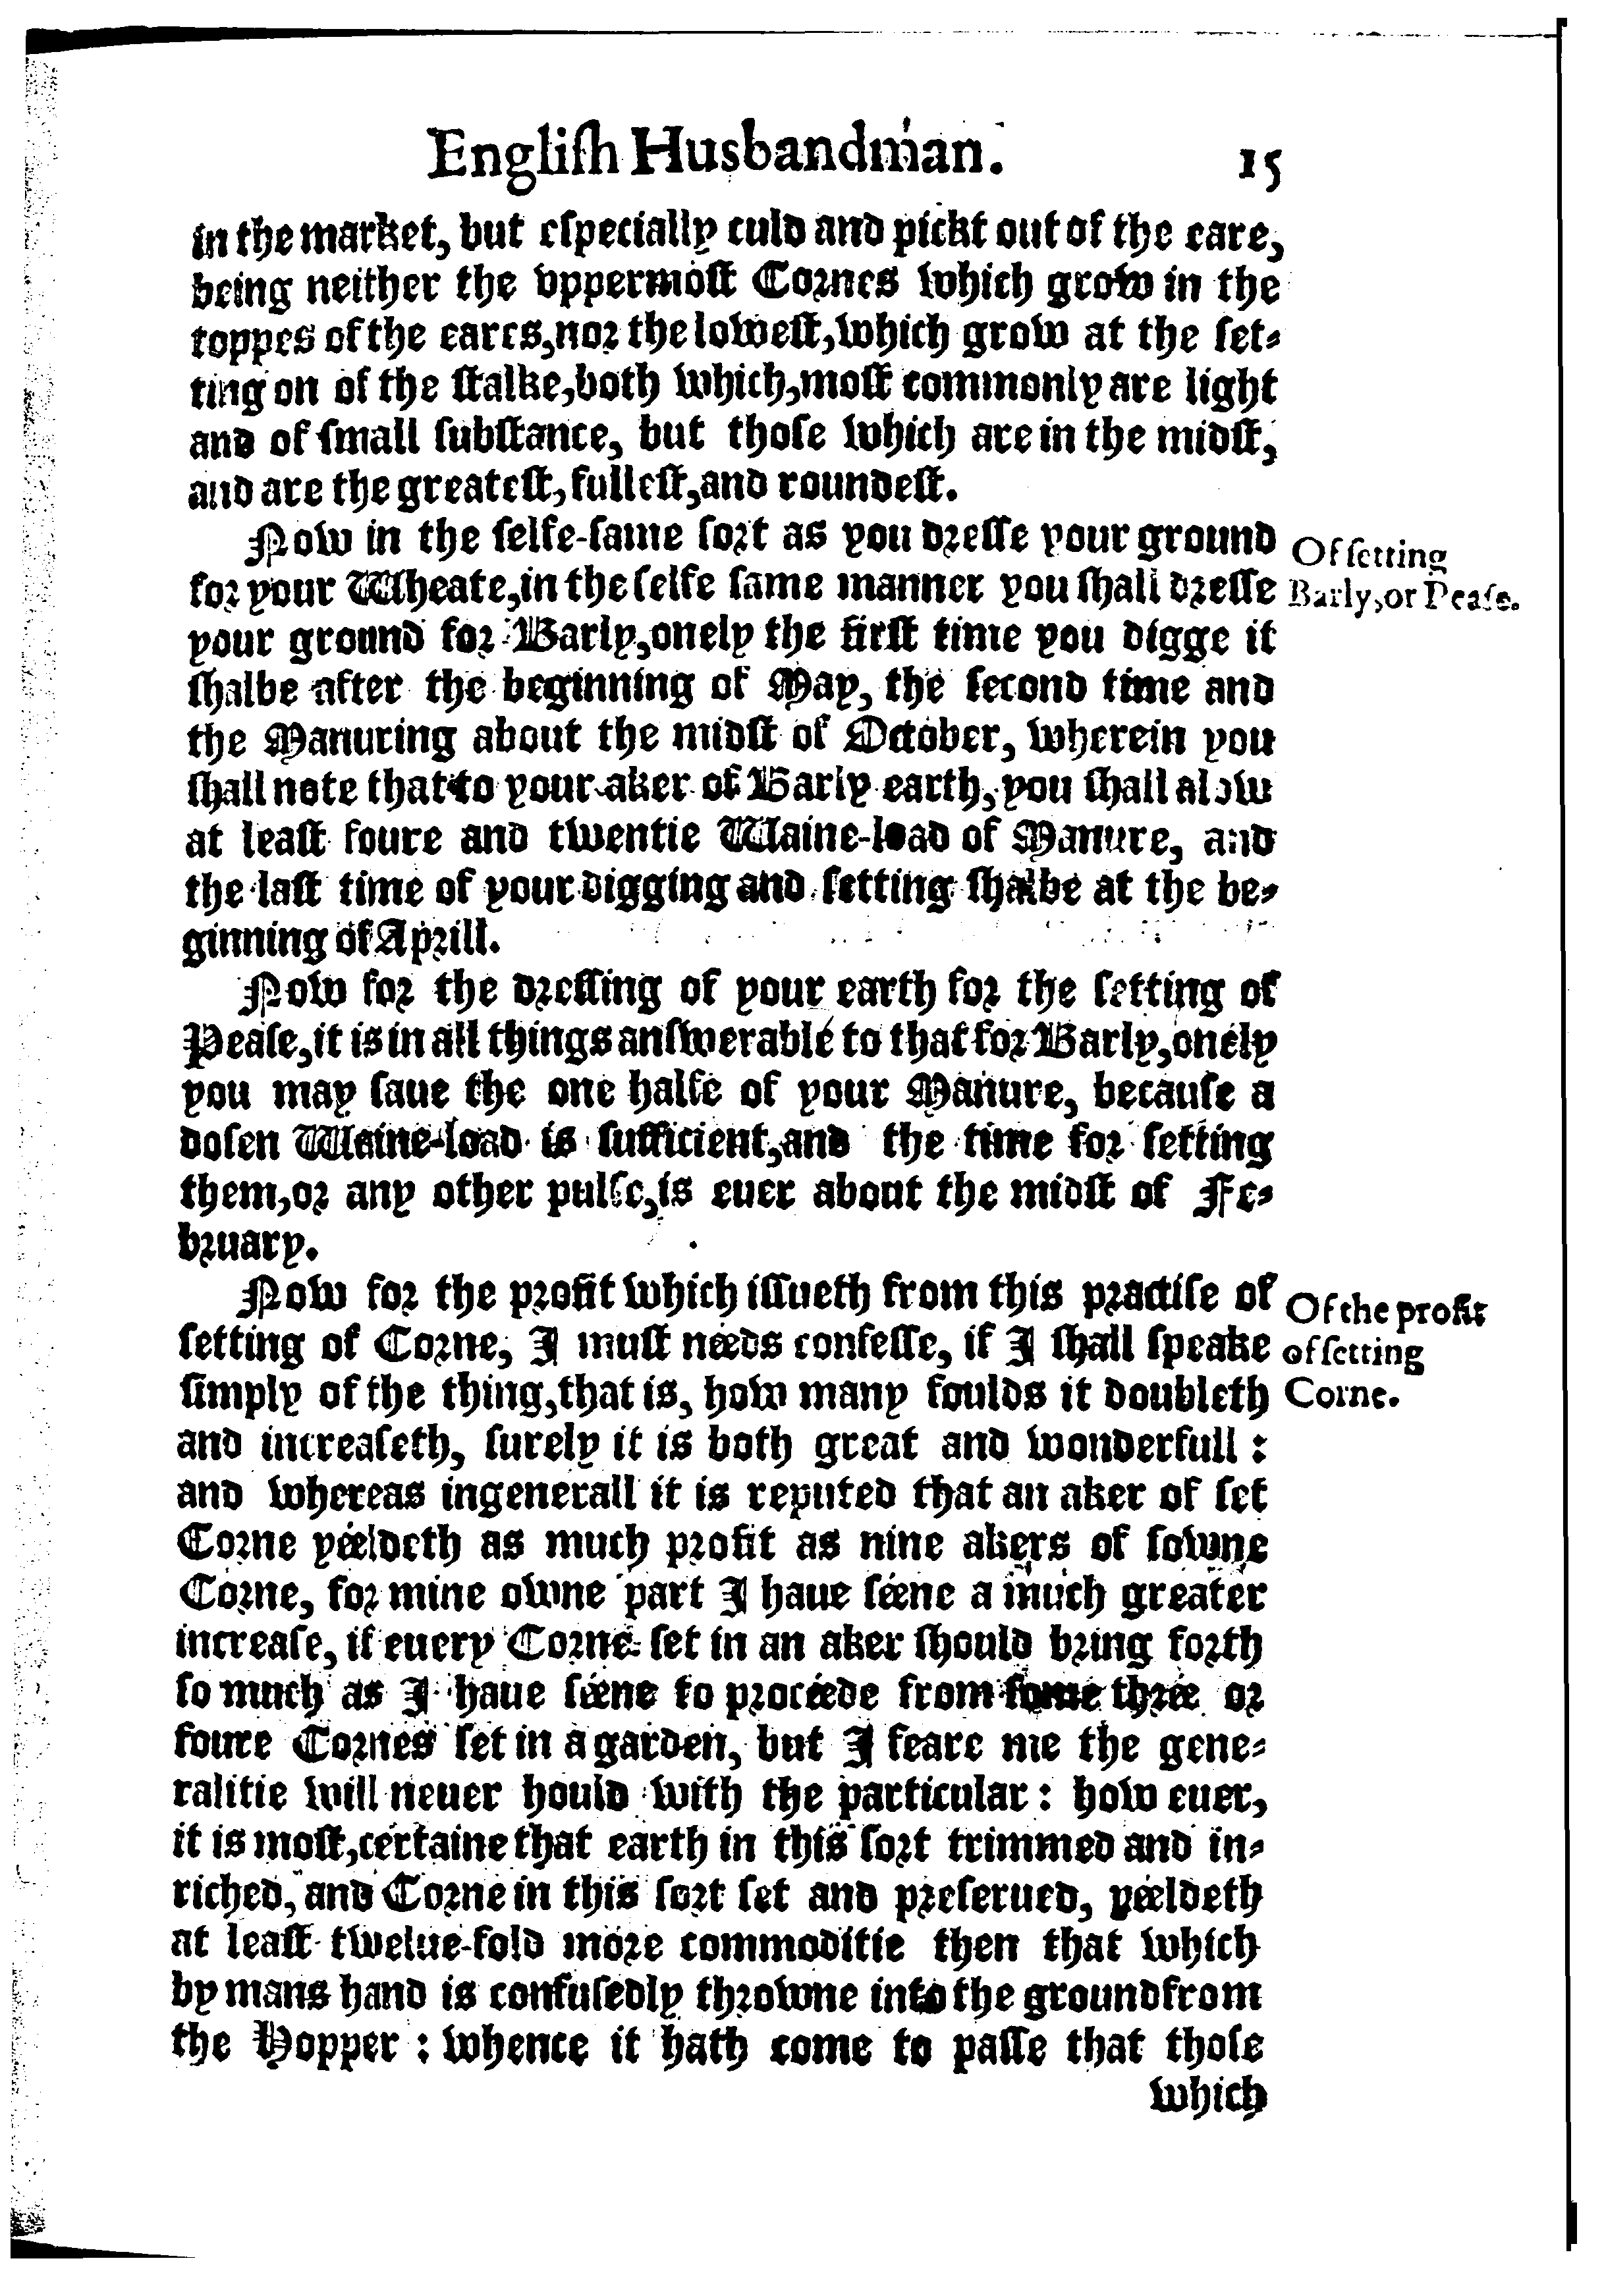 Engliſh Husbandman. 15
in the market, but eſpecially culd and pickt out of the eare,
being neither the vppermoſt Cornes which grow in the
toppes of the eares, nor the loweſt, which grow at the ſet-
ting on of the ſtalke, both which, moſt commonly are light
and of ſmall ſubſtance, but thoſe which are in the midſt,
and are the greateſt, fulleſt, and roundeſt.
Now in the ſelfe-ſame ſort as you dreſſe your ground
for your Wheate, in the ſelfe ſame manner you ſhall dreſſe
your ground for Barly, onely the firſt time you digge it
ſhalbe after the beginning of May, the ſecond time and
the Manuring about the midſt of October, wherein you
ſhall note that to your aker of Barly earth, you ſhall alow
at leaſt foure and twentie Waine-load of Manure, and
the laſt time of your digging and ſetting ſhalbe at the be-
ginning of Aprill.
Of ſetting
Barly, or Peaſe.
Now for the dreſſing of your earth for the ſetting of
Peaſe, it is in all things anſwerable to that for Barly, onely
you may ſaue the one halfe of your Manure, becauſe a
doſen Waine-load is ſufficient, and the time for ſetting
them, or any other pulſe, is euer about the midſt of Fe-
bruary.
Now for the profit which iſſueth from this practiſe of
ſetting of Corne, I muſt needs confeſſe, if I ſhall ſpeake
ſimply of the thing, that is, how many foulds it doubleth
and increaſeth, ſurely it is both great and wonderfull:
and whereas ingenerall it is reputed that an aker of ſet
Corne yeeldeth as much profit as nine akers of ſowne
Corne, for mine owne part I haue ſeene a much greater
increaſe, if euery Corne ſet in an aker ſhould bring forth
ſo much as I haue ſeene to proceede from ſome three or
foure Cornes ſet in a garden, but I feare me the gene-
ralitie will neuer hould with the particular: how euer,
it is moſt, certaine that earth in this ſort trimmed and in-
riched, and Corne in this ſort ſet and preſerued, yeeldeth
at leaſt twelue-fold more commoditie then that which
by mans hand is confuſedly throwne into the ground from
the Hopper: whence it hath come to paſſe that thoſe
which
Of the profit
of ſetting
Corne.